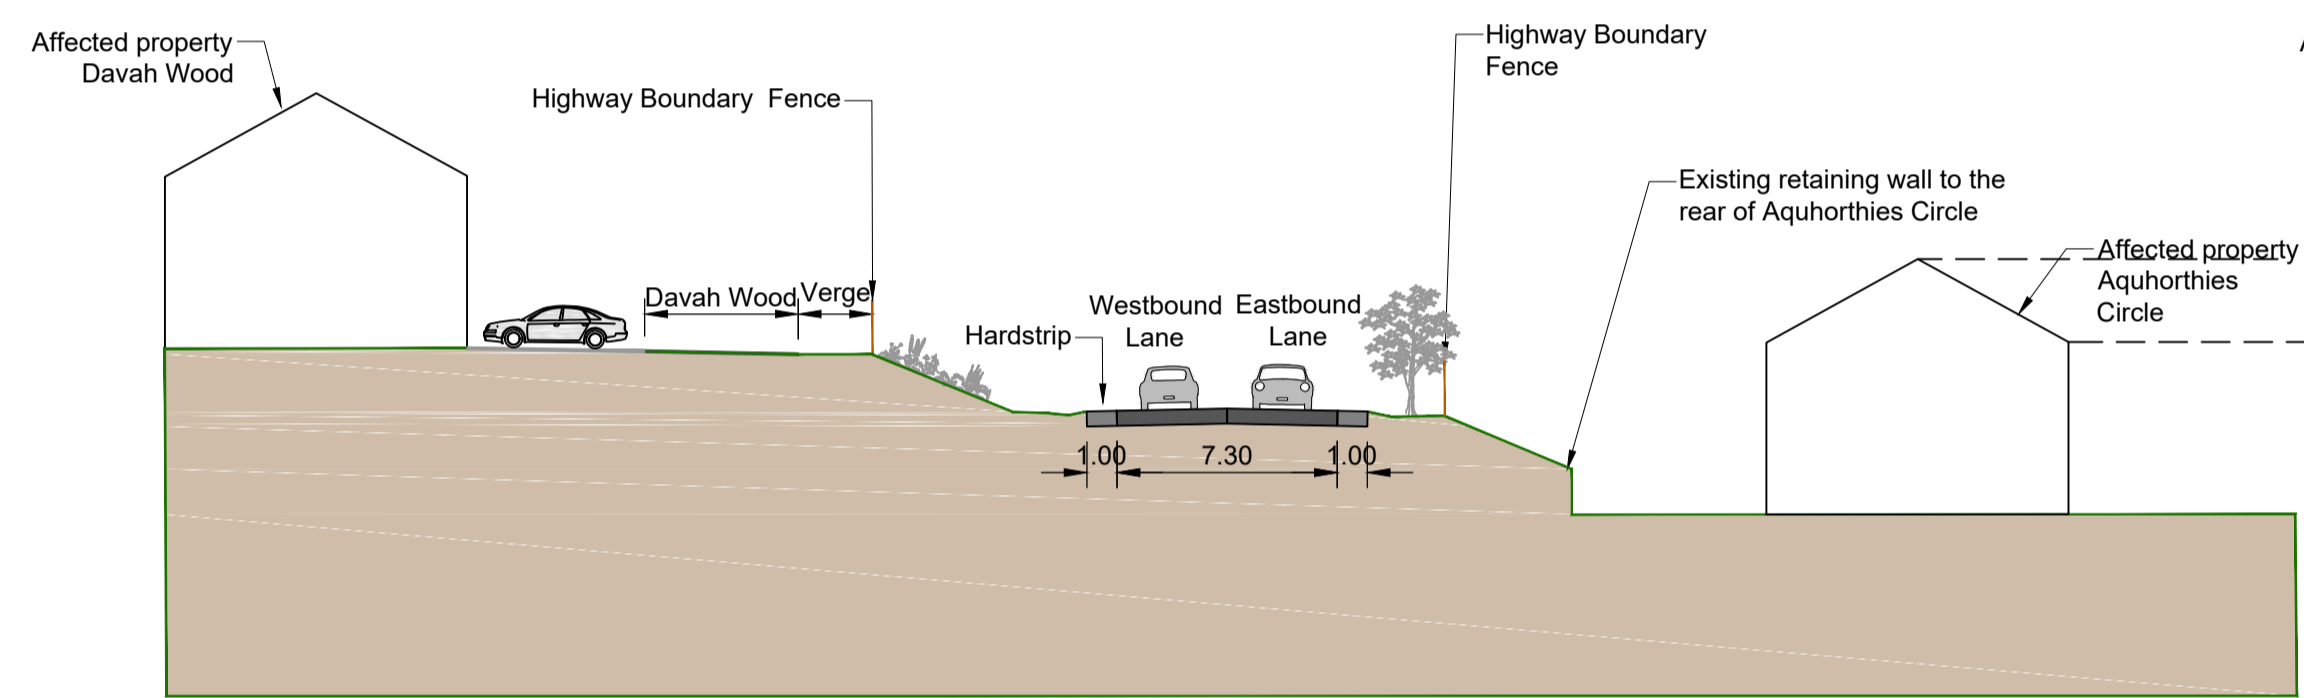 Affected property
Davah Wood
Highway Boundary Fence
Highway Boundary
Fence
Existing retaining wall to the
rear of Aquhorthies Circle
Affected property
Aquhorthies
Circle
Davah Wood
Verge
Hardstrip
Westbound
Lane
Eastbound
Lane
1.00
7.30
1.00